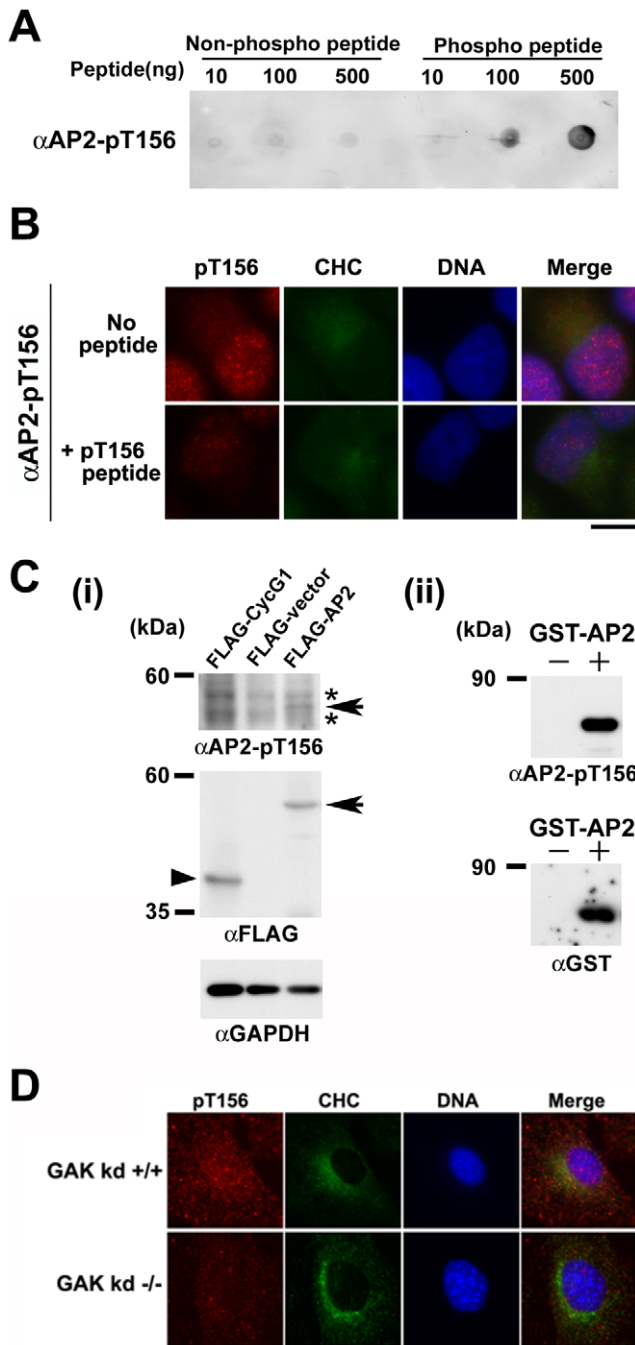 A
Non-phospho peptide Phospho peptide
Peptide(ng) 10 100 500 10 100 500
αAP2-pT156
B
pT156 CHC DNA Merge
αAP2-pT156
No
peptide
+ pT156
peptide
C
(i)
(kDa)
FLAG-CycG1
FLAG-vector
FLAG-AP2
60
*
*
αAP2-pT156
60
35
αFLAG
αGAPDH
(ii)
(kDa)
GST-AP2
− +
90
αAP2-pT156
GST-AP2
− +
90
αGST
D
pT156 CHC DNA Merge
GAK kd +/+
GAK kd -/-